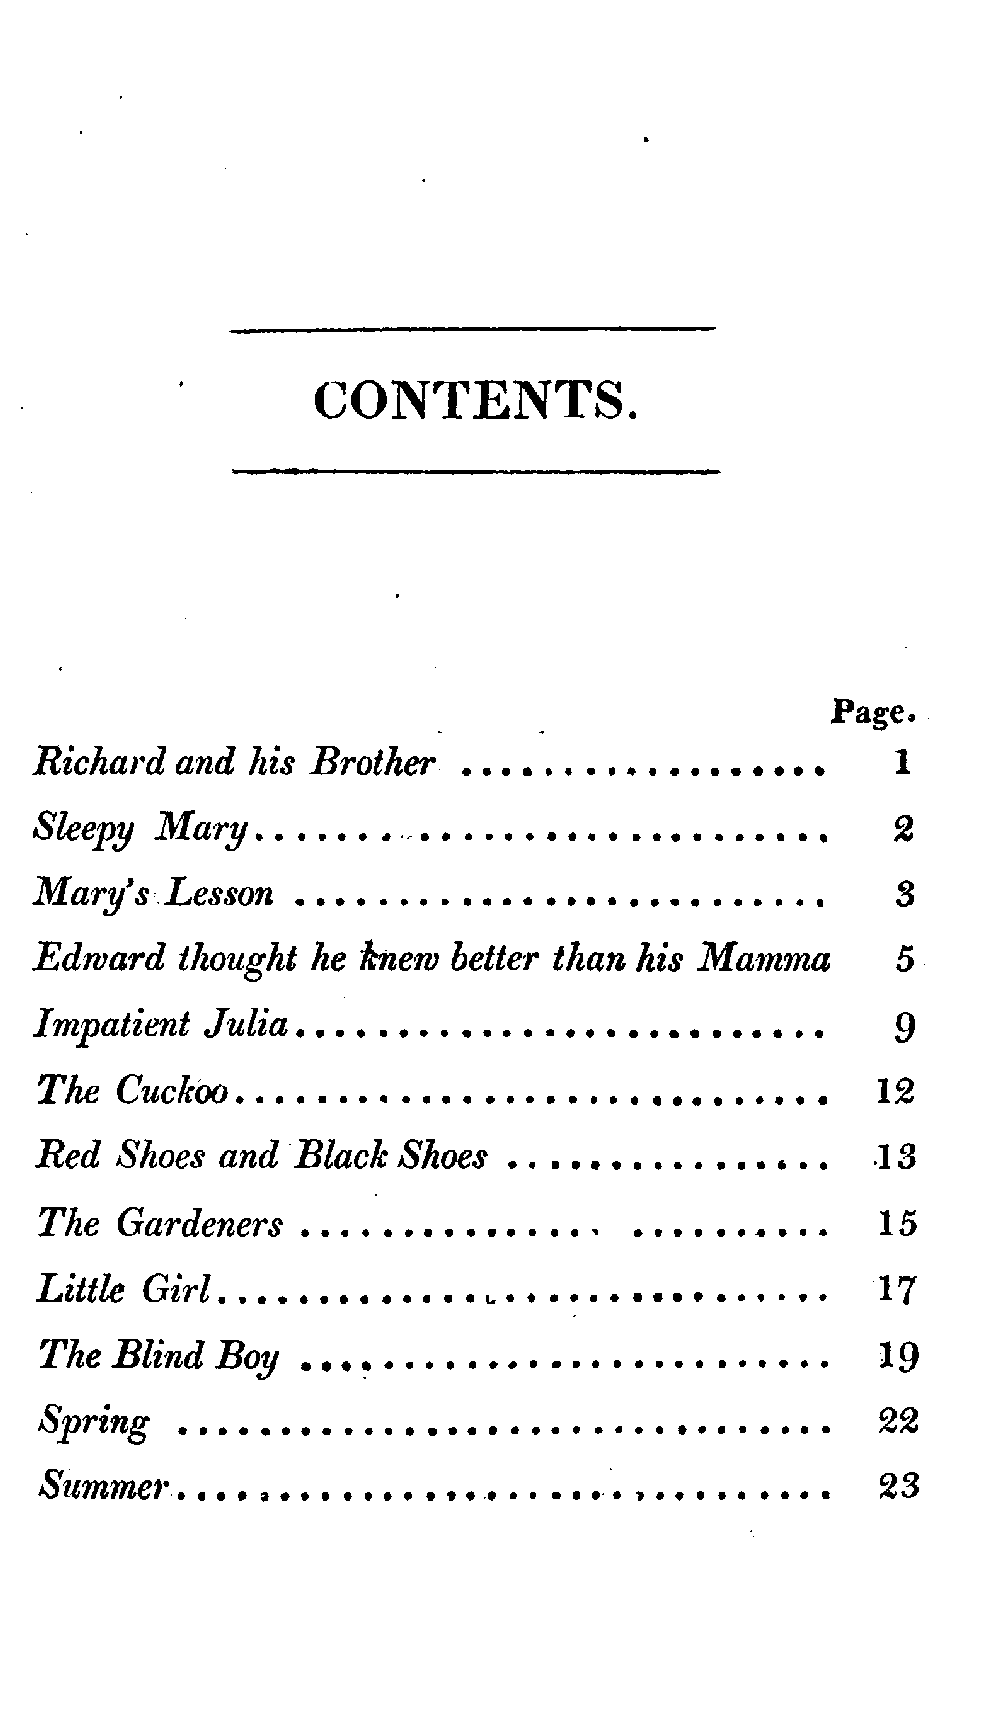 CONTENTS.
Page.
Richard and his Brother .................. 1
Sleepy Mary............................ 2
Mary's Lesson .......................... 3
Edward thought he knew better than his Mamma 5
Impatient Julia.......................... 9
The Cuckoo............................. 12
Red Shoes and Black Shoes ................ 13
The Gardeners .......................... 15
Little Girl.............................. 17
The Blind Boy .......................... 19
Spring ................................ 22
Summer................................ 23